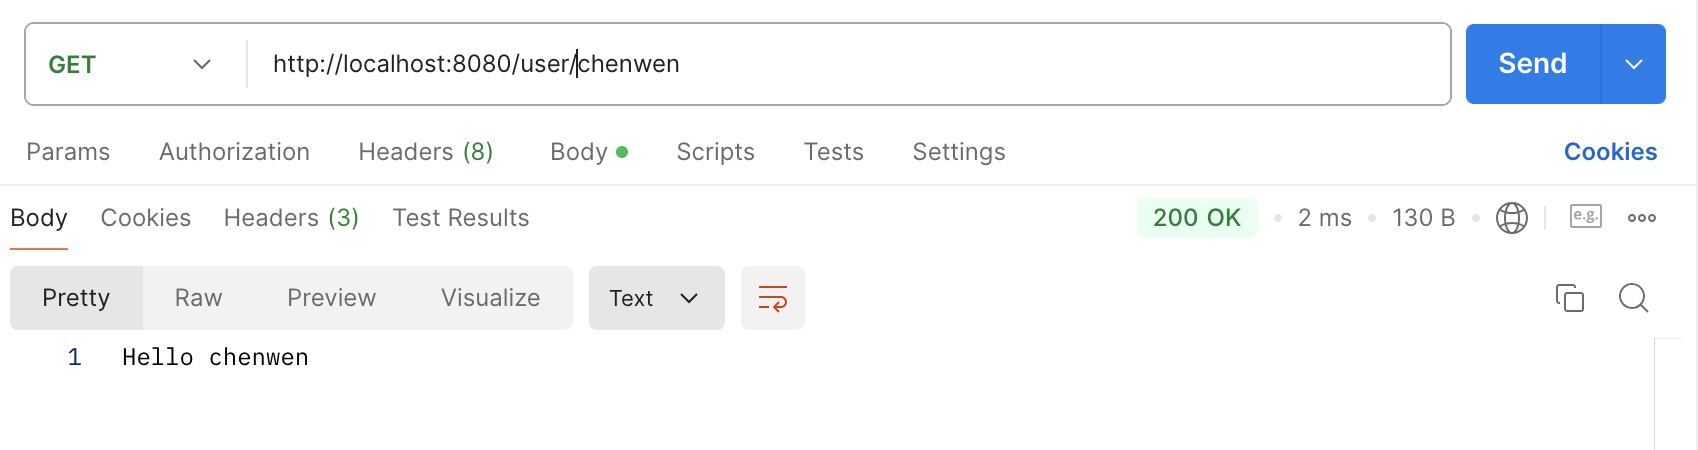 GET http://localhost:8080/user/chenwen Send
Params Authorization Headers (8) Body Scripts Tests Settings Cookies
Body Cookies Headers (3) Test Results 200 OK 2 ms 130 B e.g.
Pretty Raw Preview Visualize Text
1 Hello chenwen